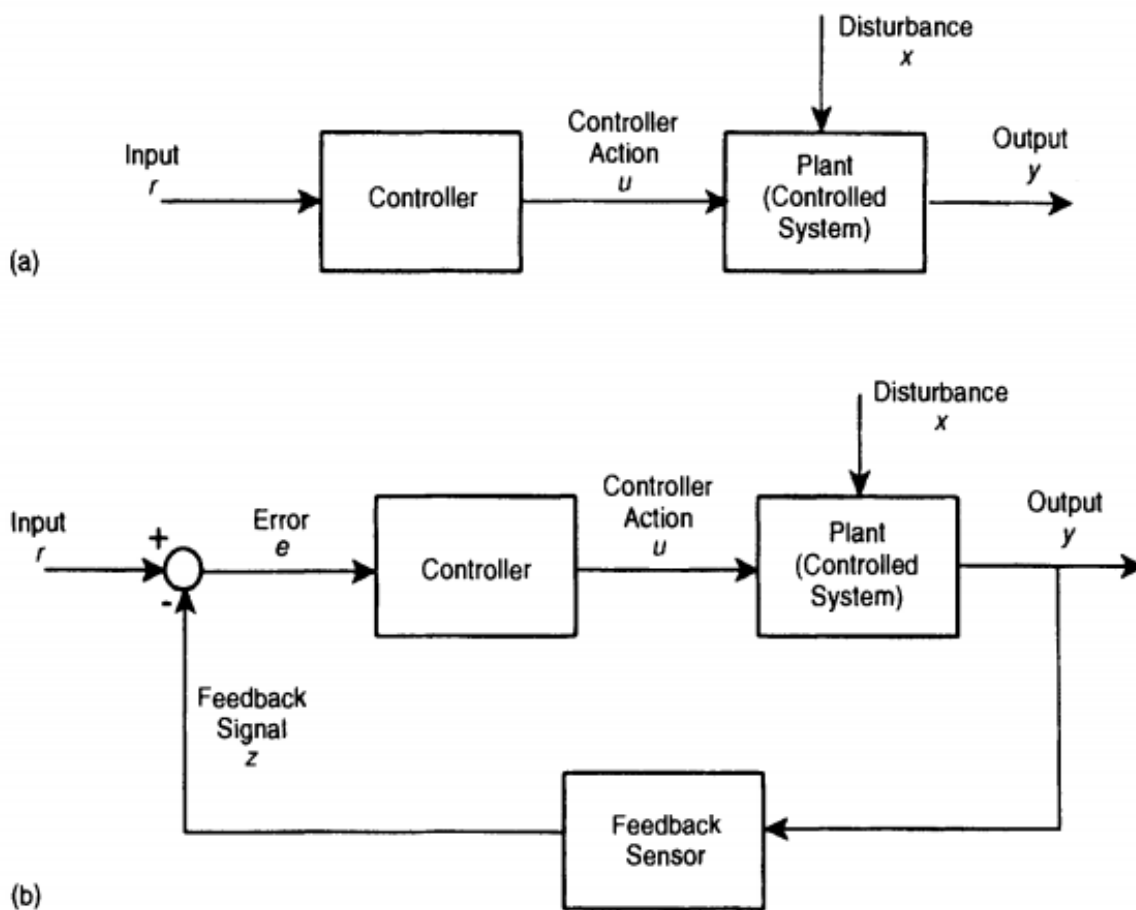 Disturbance
x
Input
r
Controller
Controller
Action
u
Plant
(Controlled
System)
Output
y
(a)
Disturbance
x
Input
r
+
-
Error
e
Controller
Controller
Action
u
Plant
(Controlled
System)
Output
y
Feedback
Signal
z
Feedback
Sensor
(b)